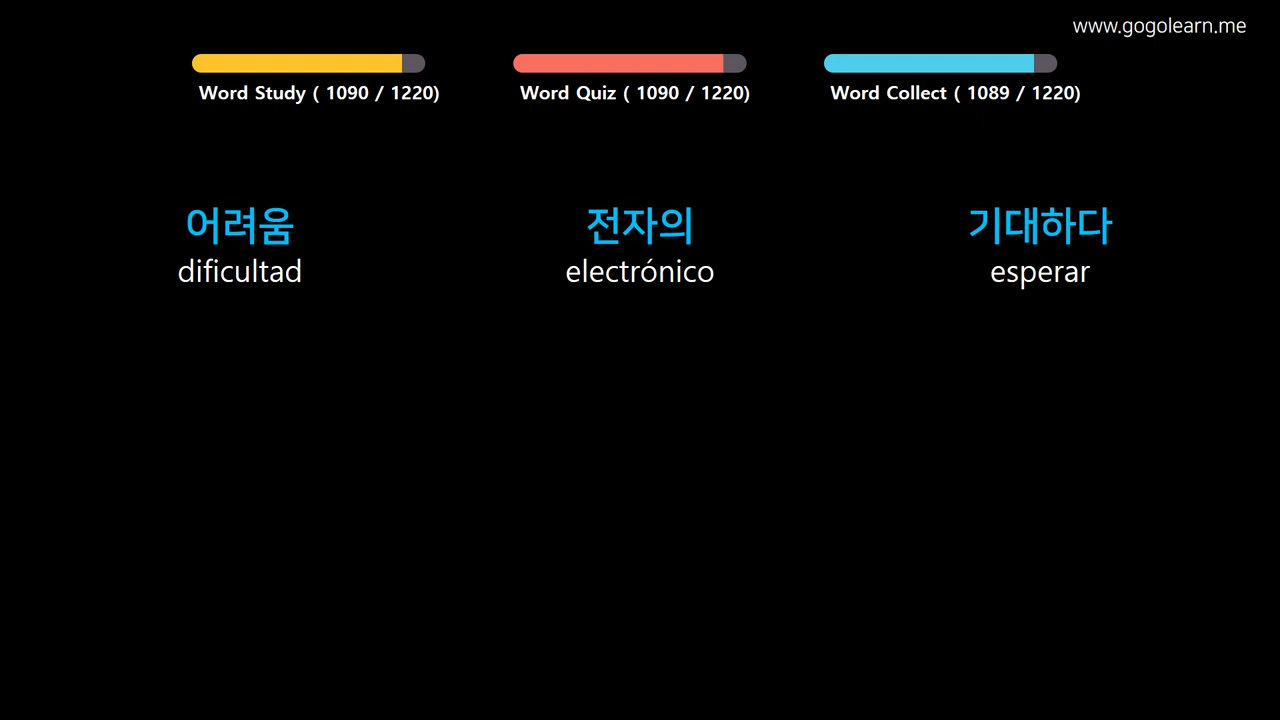 www.gogolearn.me
Word Study ( 1090 / 1220)
Word Quiz ( 1090 / 1220)
Word Collect ( 1089 / 1220)
어려움
dificultad
전자의
electrónico
기대하다
esperar